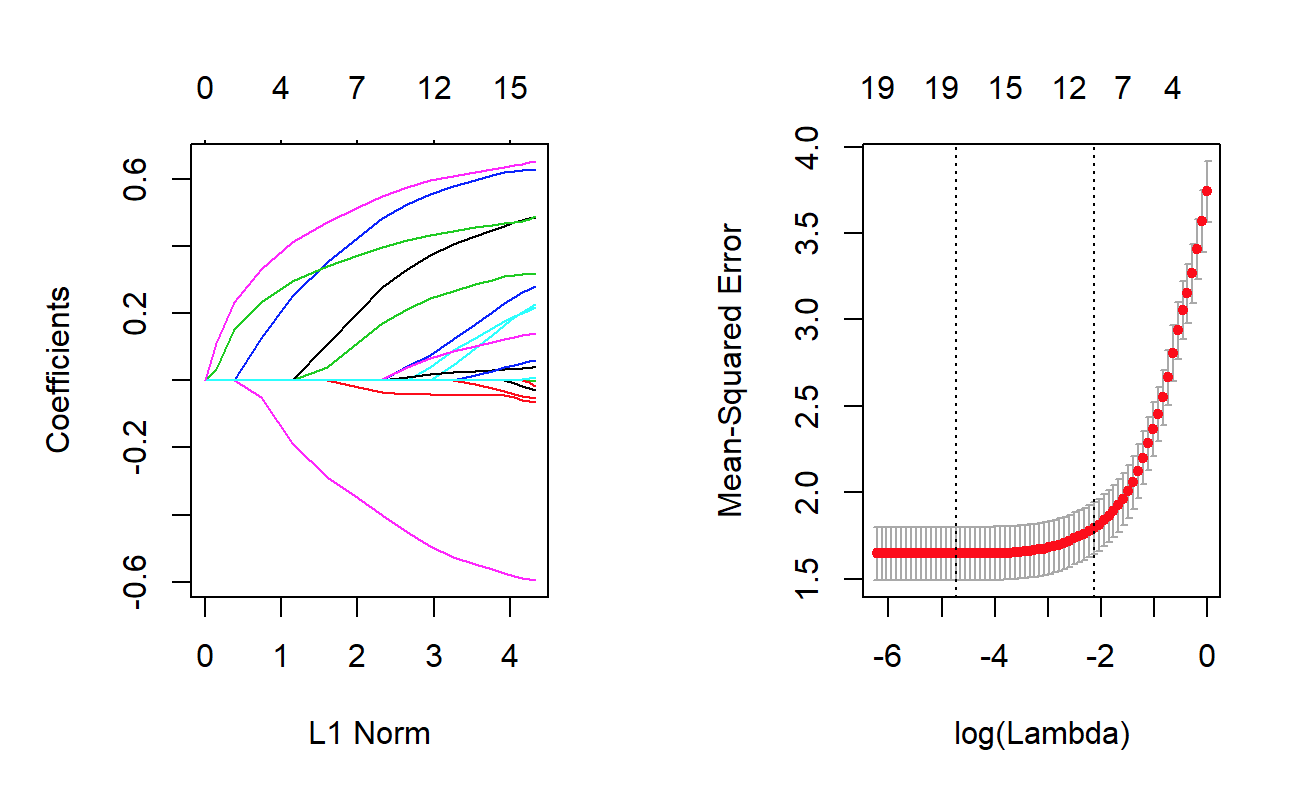 0 4 7 12 15
0.6
0.2
-0.2
-0.6
Coefficients
0 1 2 3 4
L1 Norm
19 19 15 12 7 4
4.0
3.5
3.0
2.5
2.0
1.5
Mean-Squared Error
-6 -4 -2 0
log(Lambda)